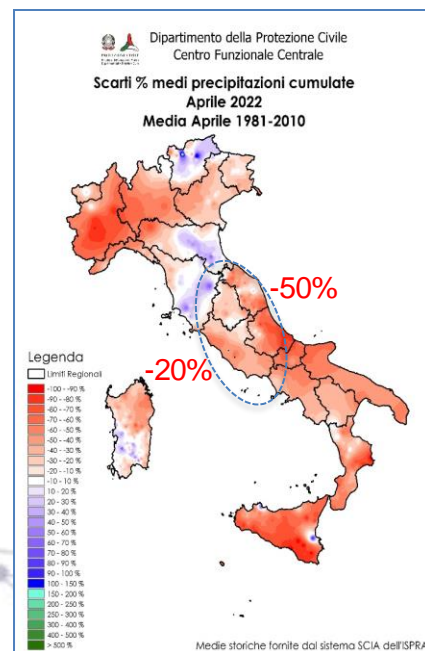 Dipartimento della Protezione Civile
Centro Funzionale Centrale
Scarti % medi precipitazioni cumulate
Aprile 2022
Media Aprile 1981-2010
-50%
-20%
Legenda
Limiti Regionali
-100 - -90 %
-90 - -80 %
-80 - -70 %
-70 - -60 %
-60 - -50 %
-50 - -40 %
-40 - -30 %
-30 - -20 %
-20 - -10 %
-10 - 10 %
10 - 20 %
20 - 30 %
30 - 40 %
40 - 50 %
50 - 60 %
60 - 70 %
70 - 80 %
80 - 90 %
90 - 100 %
100 - 150 %
150 - 200 %
200 - 250 %
250 - 300 %
300 - 400 %
400 - 500 %
> 500 %
Medie storiche fornite dal sistema SCIA dell'ISPRA